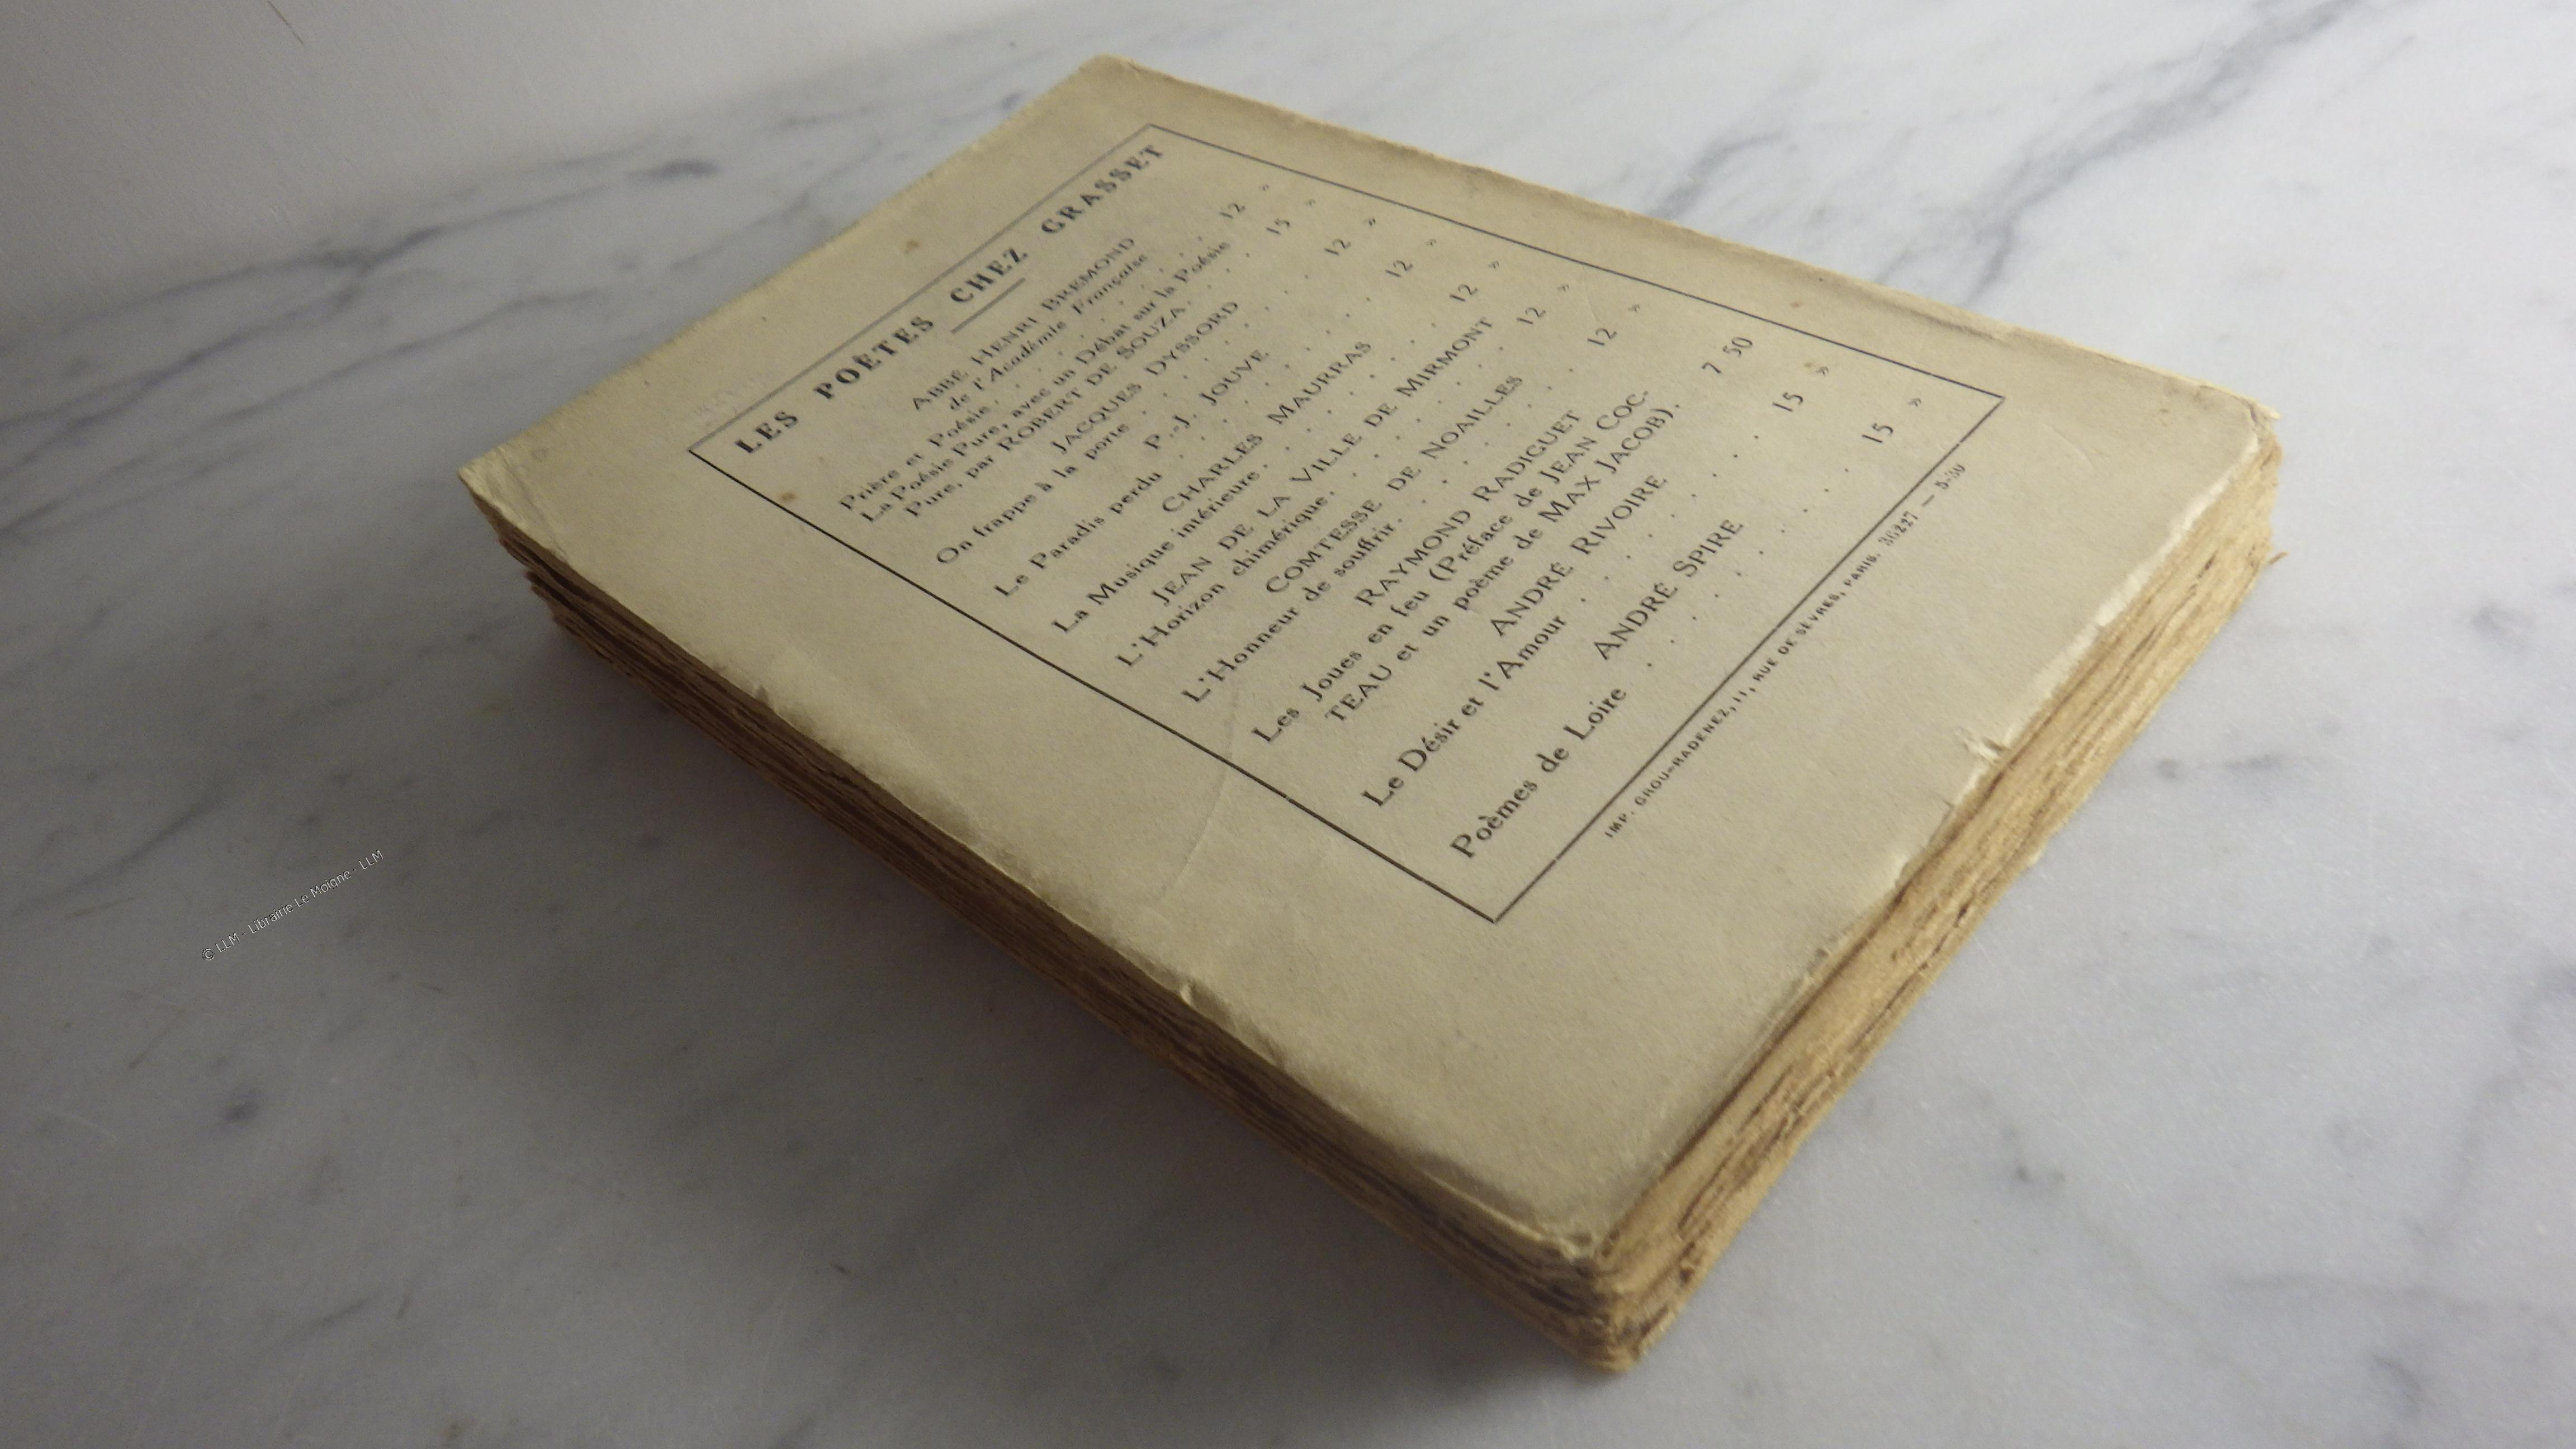 LES POÈTES CHEZ GRASSET
ABBÉ HENRI BREMOND
de l'Académie Française
Prière et Poésie . . . . . . . . . 12 »
La Poésie Pure, avec un Débat sur la Poésie
Pure, par ROBERT DE SOUZA. . . . 15 »
JACQUES DYSSORD
On frappe à la porte . . . . . . . . 12 »
P.-J. JOUVE
Le Paradis perdu . . . . . . . . . 12 »
CHARLES MAURRAS
La Musique intérieure. . . . . . . . 12 »
JEAN DE LA VILLE DE MIRMONT
L'Horizon chimérique. . . . . . . . 12 »
COMTESSE DE NOAILLES
L'Honneur de souffrir. . . . . . . . 12 »
RAYMOND RADIGUET
Les Joues en feu (Préface de JEAN COC-
TEAU et un poème de MAX JACOB). 7 50
ANDRÉ RIVOIRE
Le Désir et l'Amour . . . . . . . 15 »
ANDRÉ SPIRE
Poèmes de Loire . . . . . . . . 15 »
IMP. GROU-RADENEZ, 11, RUE DE SÈVRES, PARIS. 36227 — 5-30
© LLM - Librairie Le Moigne - LLM